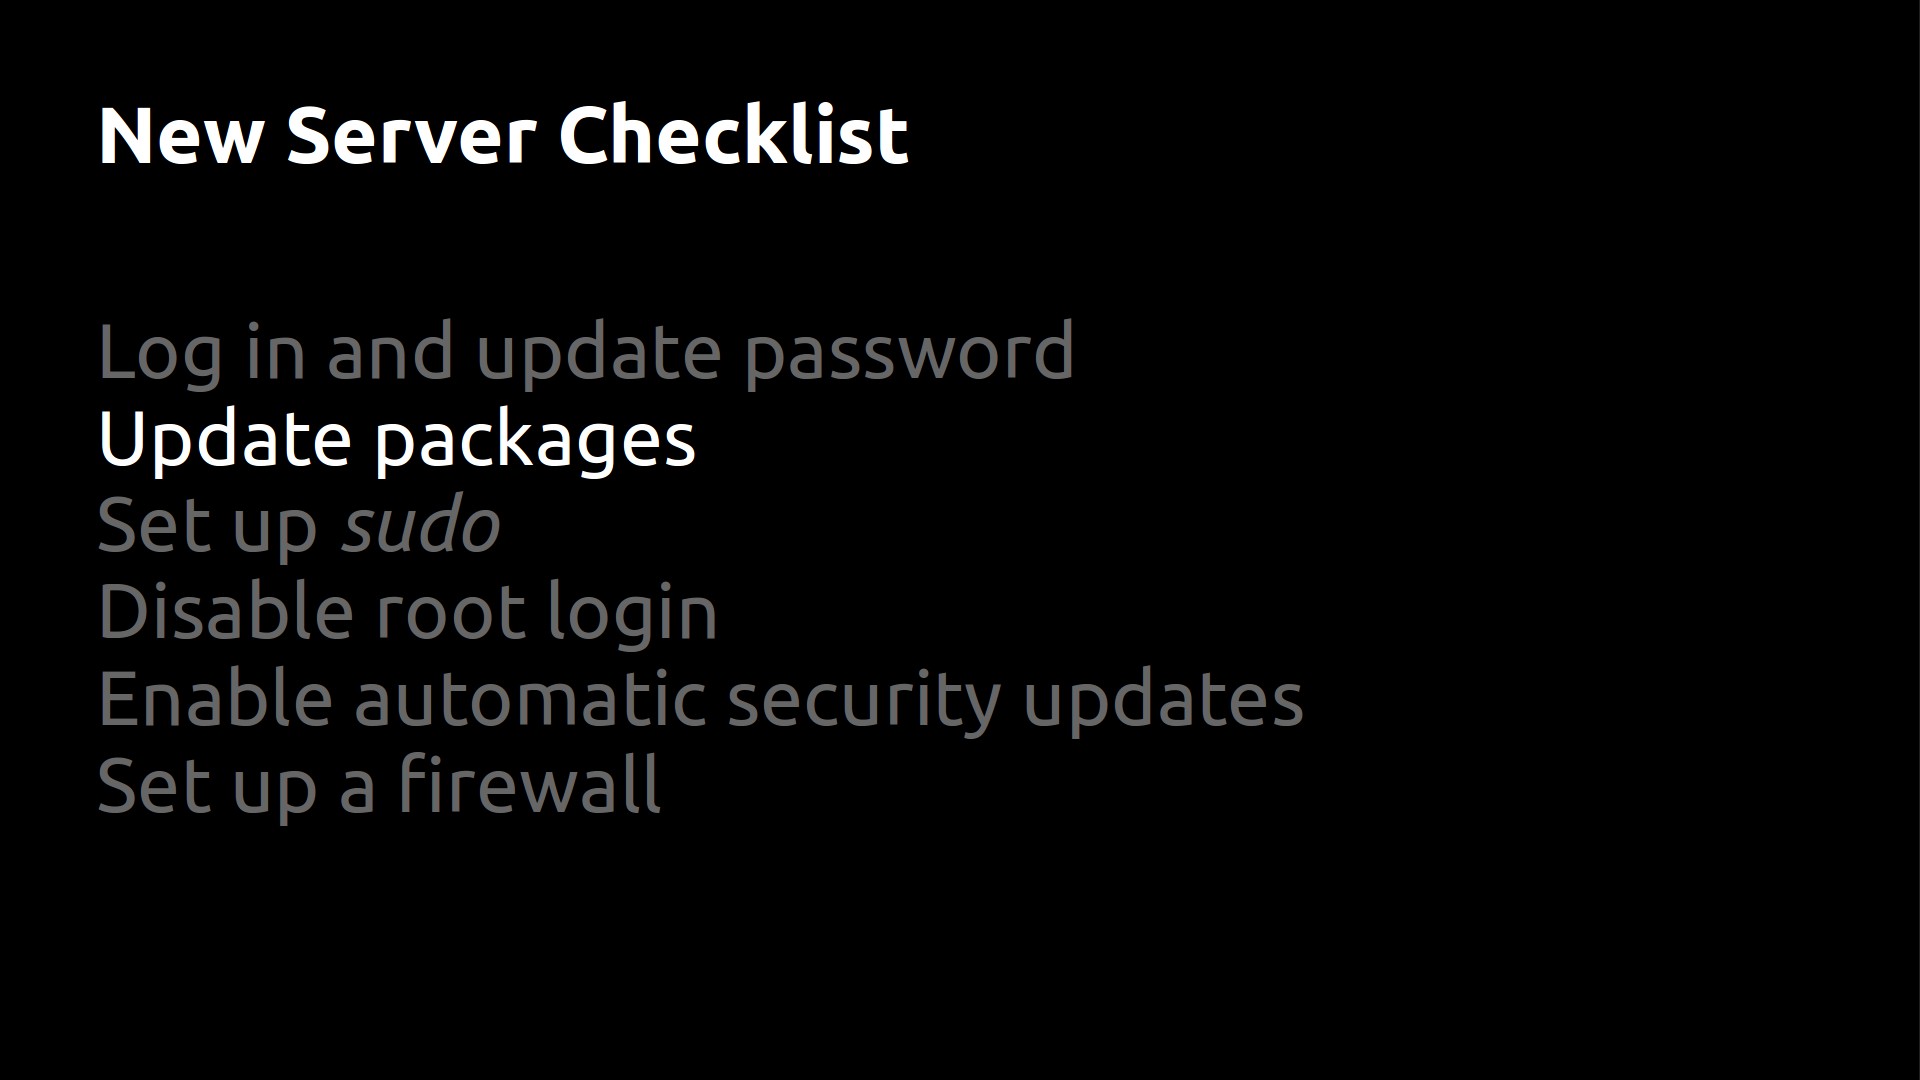 New Server Checklist
Log in and update password
Update packages
Set up sudo
Disable root login
Enable automatic security updates
Set up a firewall